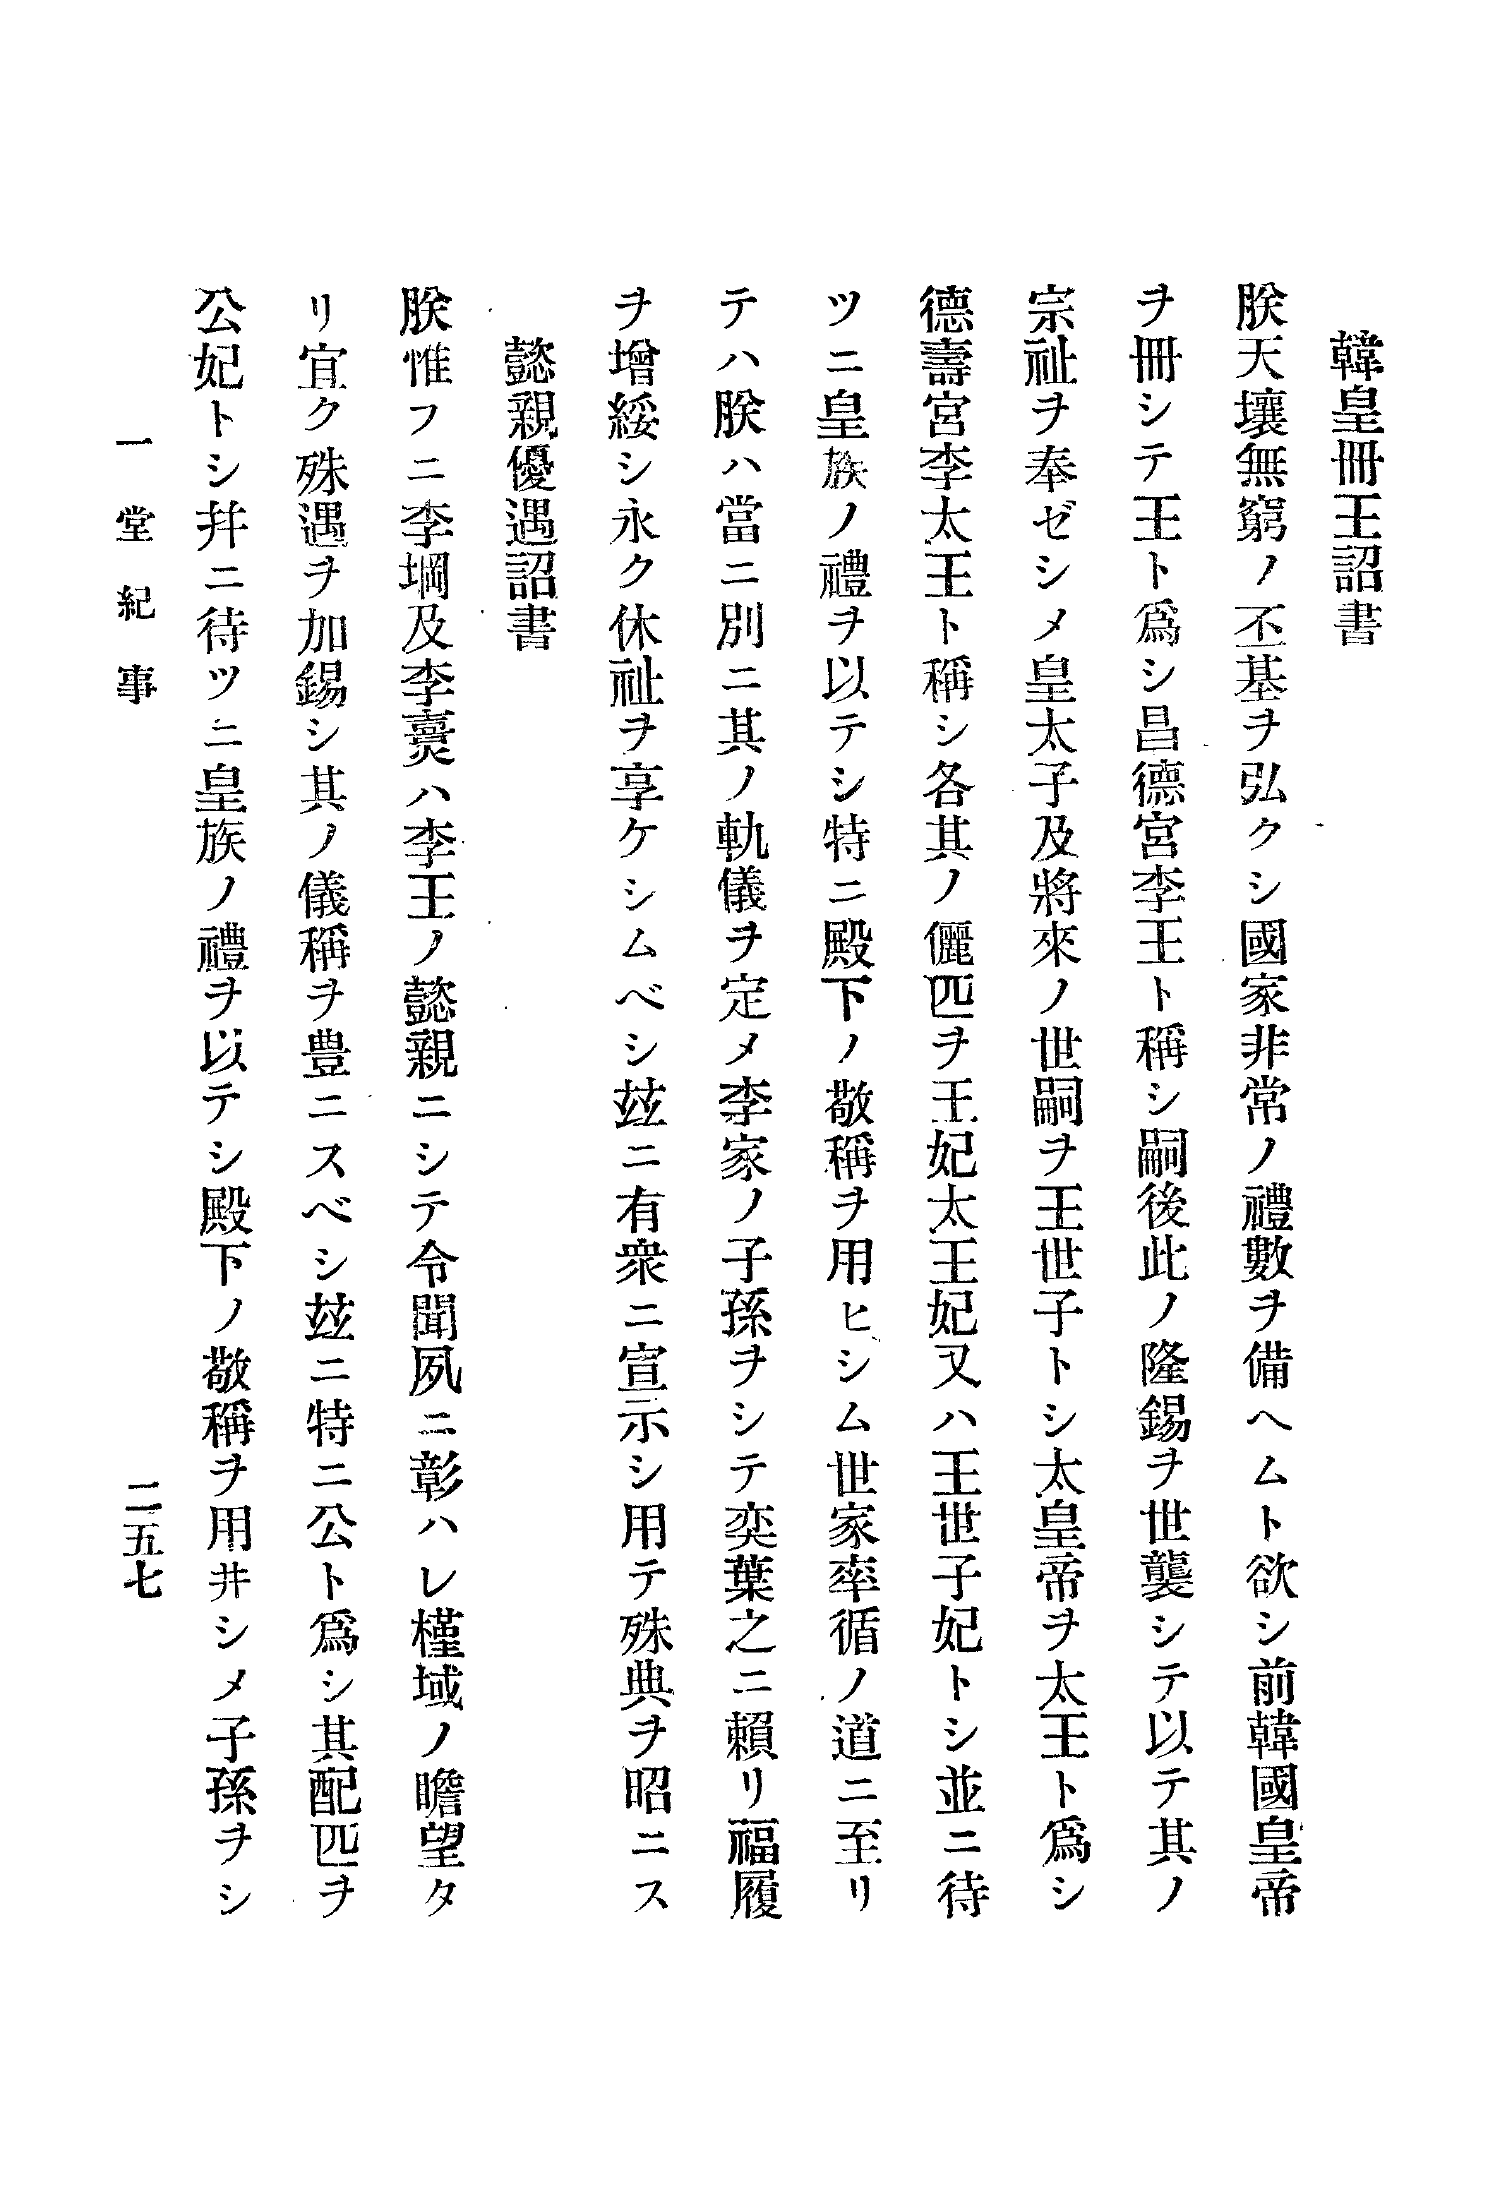 韓皇冊王詔書
朕天壤無窮ノ丕基ヲ弘クシ國家非常ノ禮數ヲ備ヘムト欲シ前韓國皇帝
ヲ冊シテ王ト爲シ昌德宮李王ト稱シ嗣後此ノ隆錫ヲ世襲シテ以テ其ノ
宗祉ヲ奉ゼシメ皇太子及將來ノ世嗣ヲ王世子トシ太皇帝ヲ太王ト爲シ
德壽宮李太王ト稱シ各其ノ儷匹ヲ王妃太王妃又ハ王世子妃トシ並ニ待
ツニ皇族ノ禮ヲ以テシ特ニ殿下ノ敬稱ヲ用ヒシム世家率循ノ道ニ至リ
テハ朕ハ當ニ別ニ其ノ軌儀ヲ定メ李家ノ子孫ヲシテ奕葉之ニ賴リ福履
ヲ增綏シ永ク休祉ヲ享ケシムベシ玆ニ有衆ニ宣示シ用テ殊典ヲ昭ニス
懿親優遇詔書
朕惟フニ李堈及李熹ハ李王ノ懿親ニシテ令聞夙ニ彰ハレ槿域ノ瞻望タ
リ宜ク殊遇ヲ加錫シ其ノ儀稱ヲ豊ニスベシ玆ニ特ニ公ト爲シ其配匹ヲ
公妃トシ幷ニ待ツニ皇族ノ禮ヲ以テシ殿下ノ敬稱ヲ用井シメ子孫ヲシ
一堂紀事
二五七